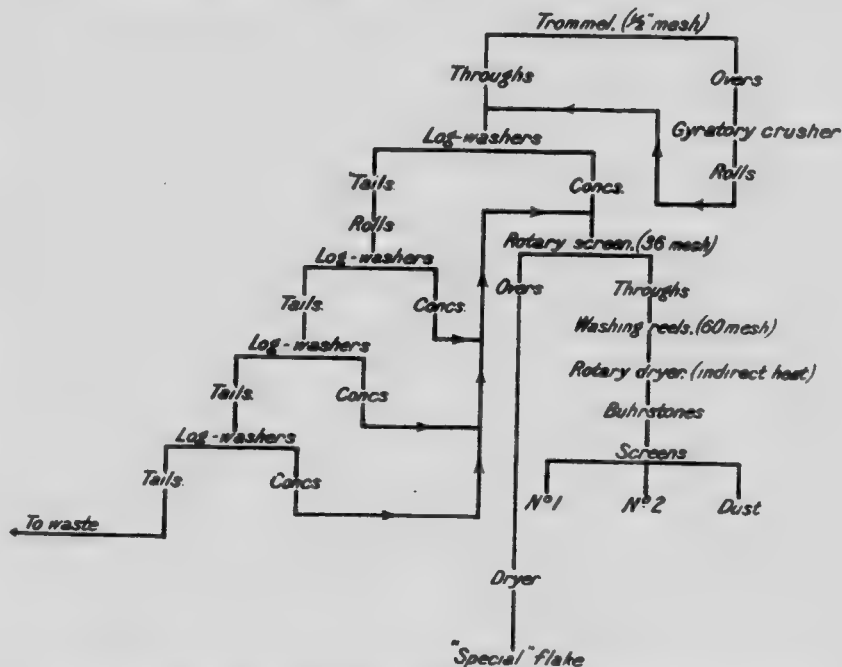 Trommel. (1/2" mesh)
Throughs
Overs
Gyratory crusher
Log-washers
Rolls
Tails.
Concs.
Rolls
Rotary screen. (36 mesh)
Log-washers
Overs
Throughs
Tails.
Concs.
Washing reels. (60 mesh)
Log-washers
Rotary dryer. (indirect heat)
Tails.
Concs
Buhrstones
Log-washers
Screens
Tails.
Concs
No 1
No 2
Dust
To waste
Dryer
"Special" flake